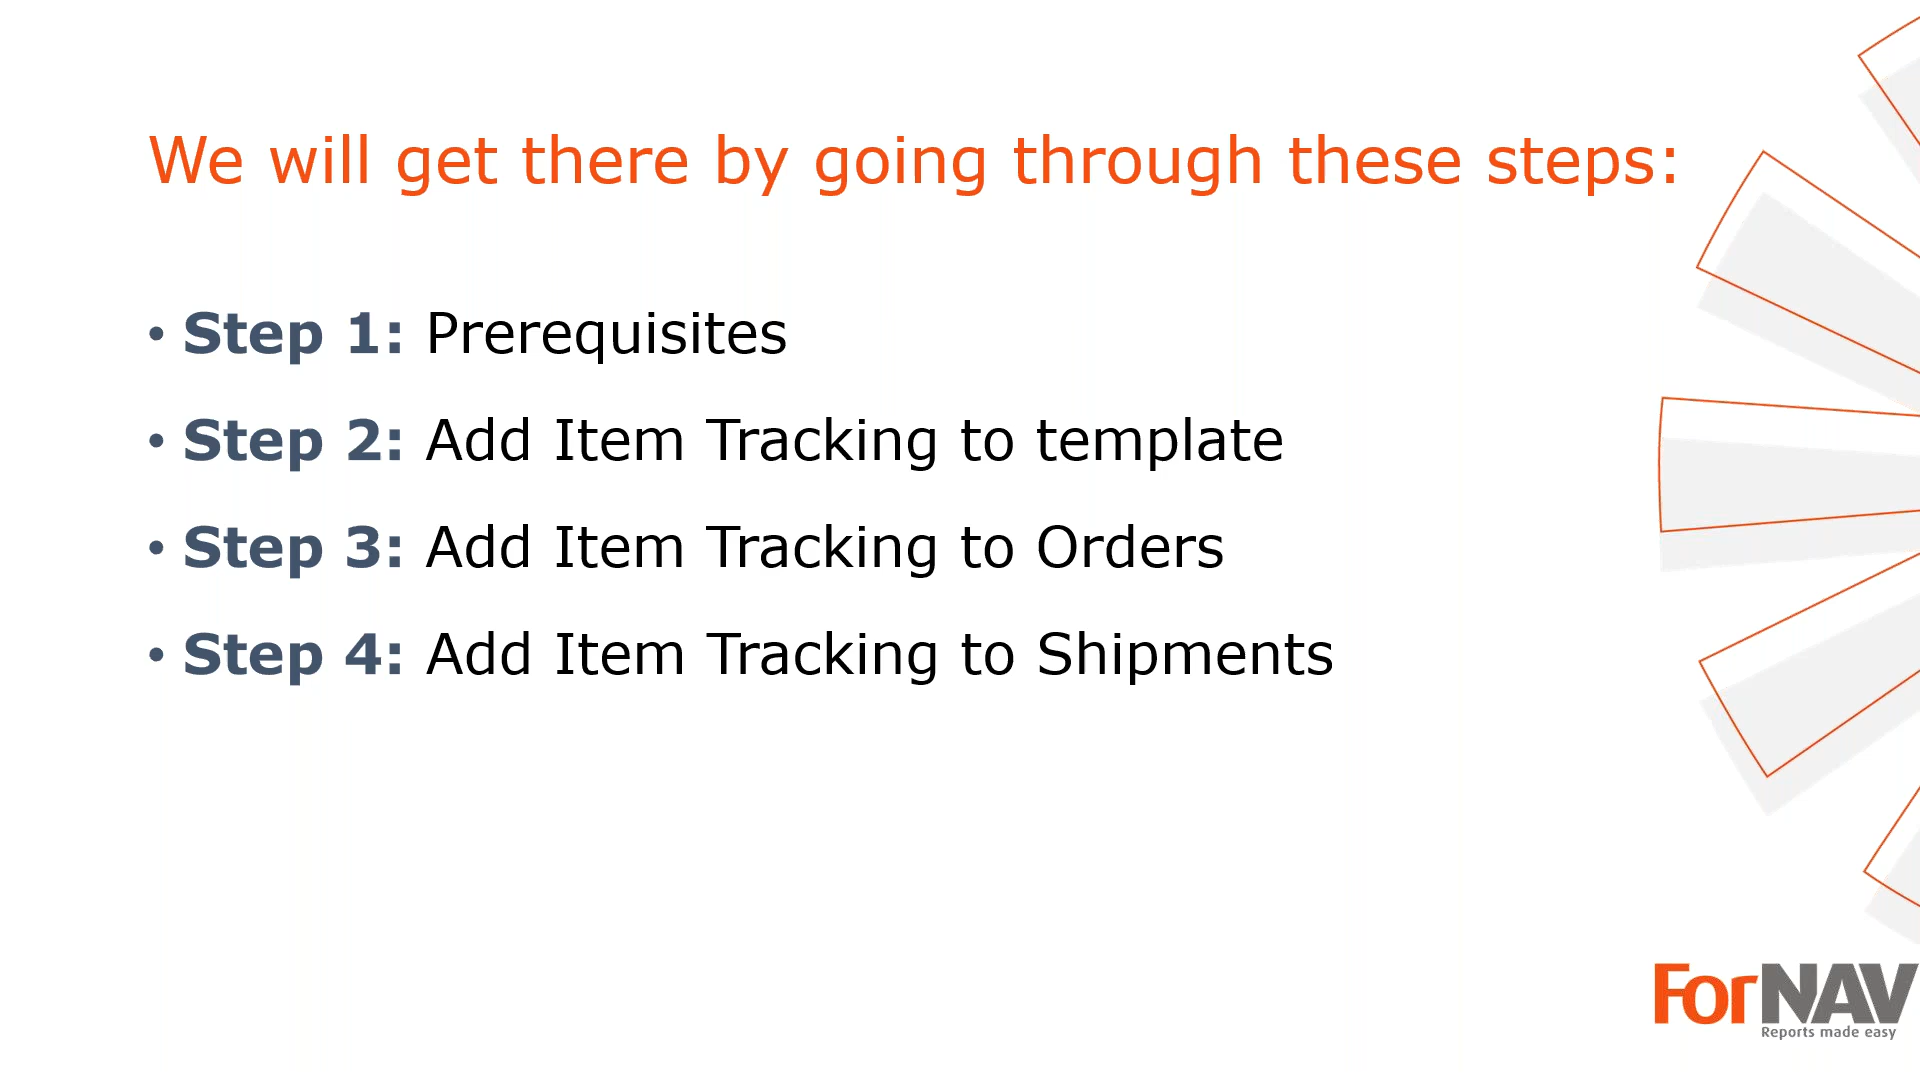 We will get there by going through these steps:
• Step 1: Prerequisites
• Step 2: Add Item Tracking to template
• Step 3: Add Item Tracking to Orders
• Step 4: Add Item Tracking to Shipments
ForNAV
Reports made easy